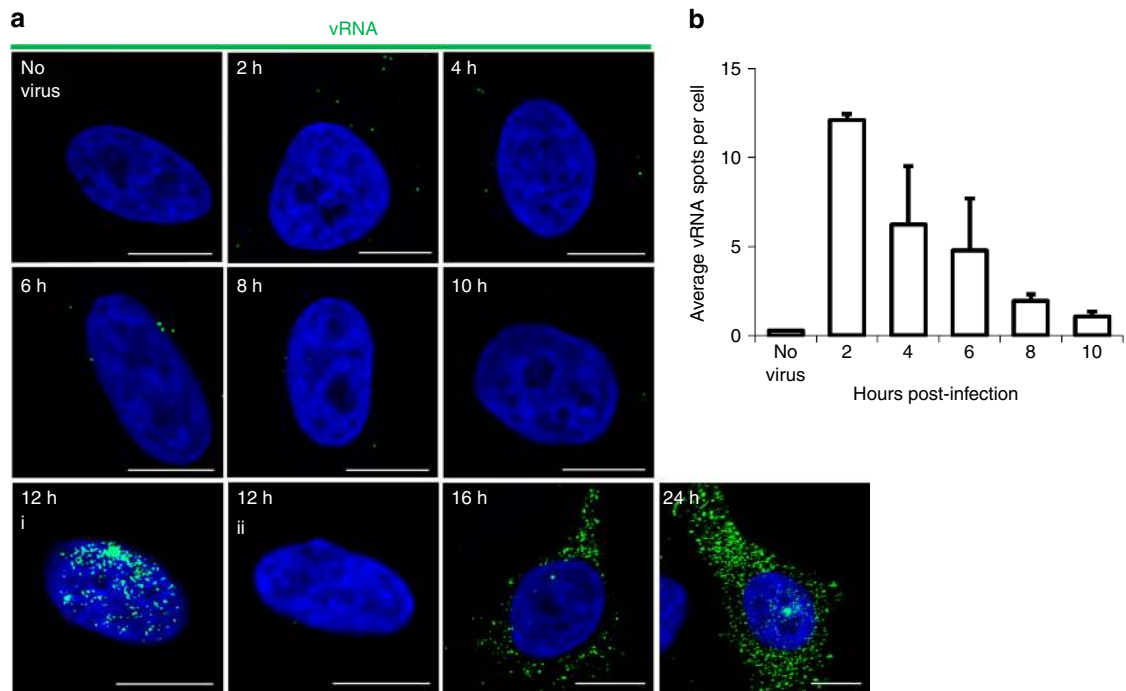 a
vRNA
No
virus
2 h
4 h
6 h
8 h
10 h
12 h
i
12 h
ii
16 h
24 h
b
Average vRNA spots per cell
15
10
5
0
No
virus
2
4
6
8
10
Hours post-infection